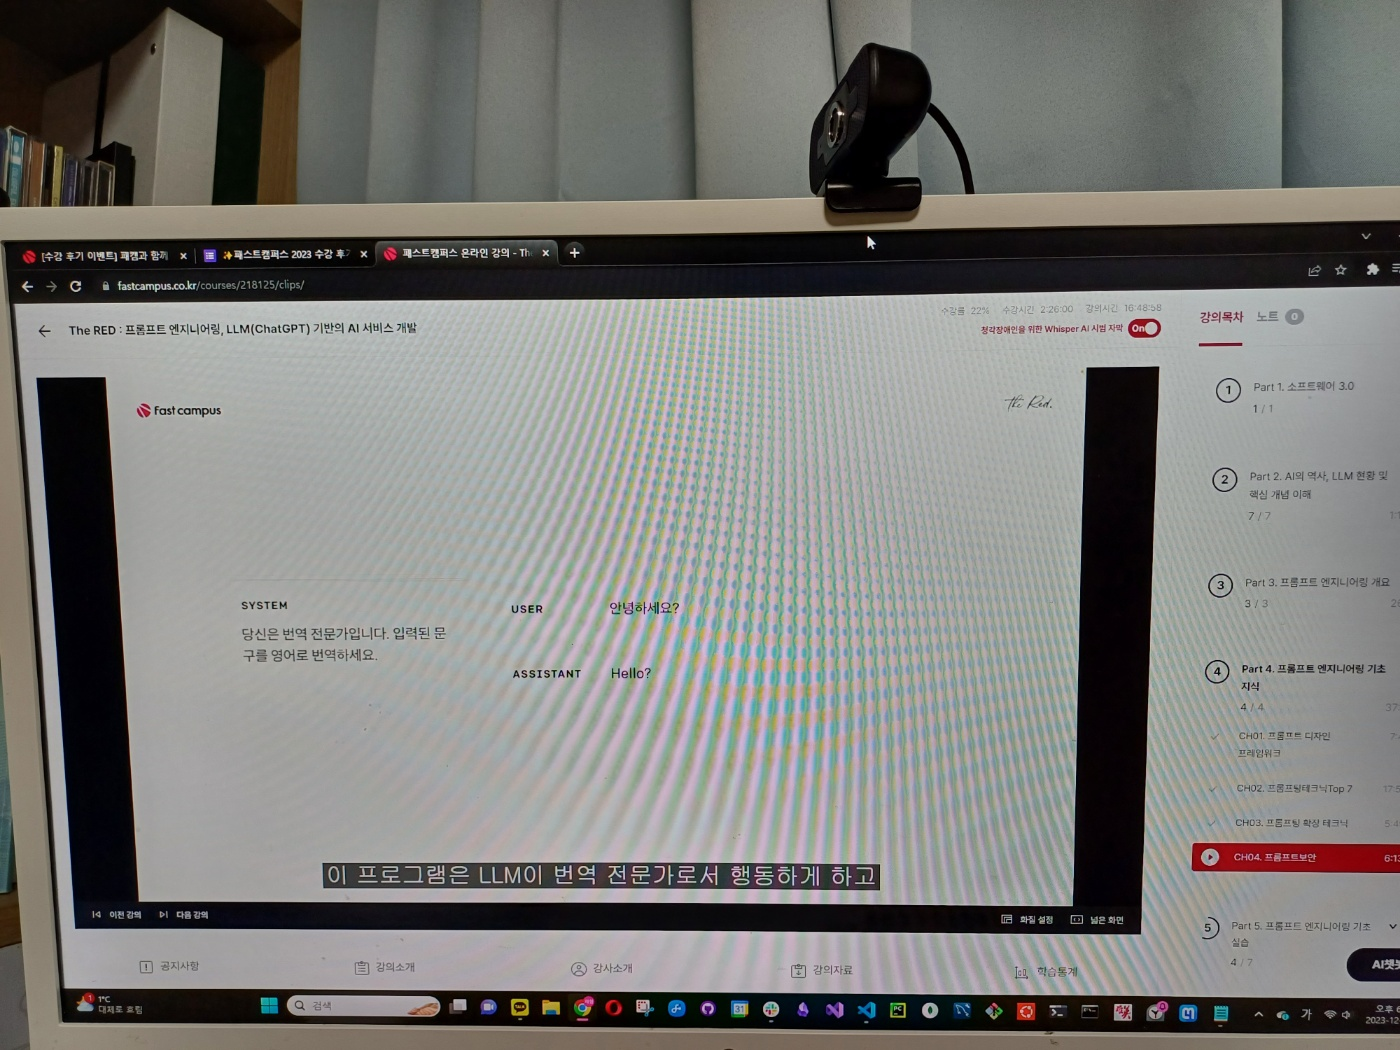 [수강 후기 이벤트] 패캠과 함께
✨패스트캠퍼스 2023 수강 후
패스트캠퍼스 온라인 강의 - Th
fastcampus.co.kr/courses/218125/clips/
The RED : 프롬프트 엔지니어링, LLM(ChatGPT) 기반의 AI 서비스 개발
수강률 22% 수강시간 2:26:00 강의시간 16:48:58
청각장애인을 위한 Whisper AI 시범 자막 On
Fast campus
The Red.
SYSTEM
당신은 번역 전문가입니다. 입력된 문
구를 영어로 번역하세요.
USER 안녕하세요?
ASSISTANT Hello?
이 프로그램은 LLM이 번역 전문가로서 행동하게 하고
이전 강의 다음 강의
화질 설정 넓은 화면
공지사항 강의소개 강사소개 강의자료 학습통계
강의목차 노트 0
1 Part 1. 소프트웨어 3.0
1 / 1
2 Part 2. AI의 역사, LLM 현황 및
핵심 개념 이해
7 / 7
3 Part 3. 프롬프트 엔지니어링 개요
3 / 3
4 Part 4. 프롬프트 엔지니어링 기초
지식
4 / 4
CH01. 프롬프트 디자인
프레임워크
CH02. 프롬프팅테크닉Top 7
CH03. 프롬프팅 확장 테크닉
CH04. 프롬프트보안
5 Part 5. 프롬프트 엔지니어링 기초
실습
4 / 7
AI챗봇
1°C
대체로 흐림
검색
가
오후
2023-12